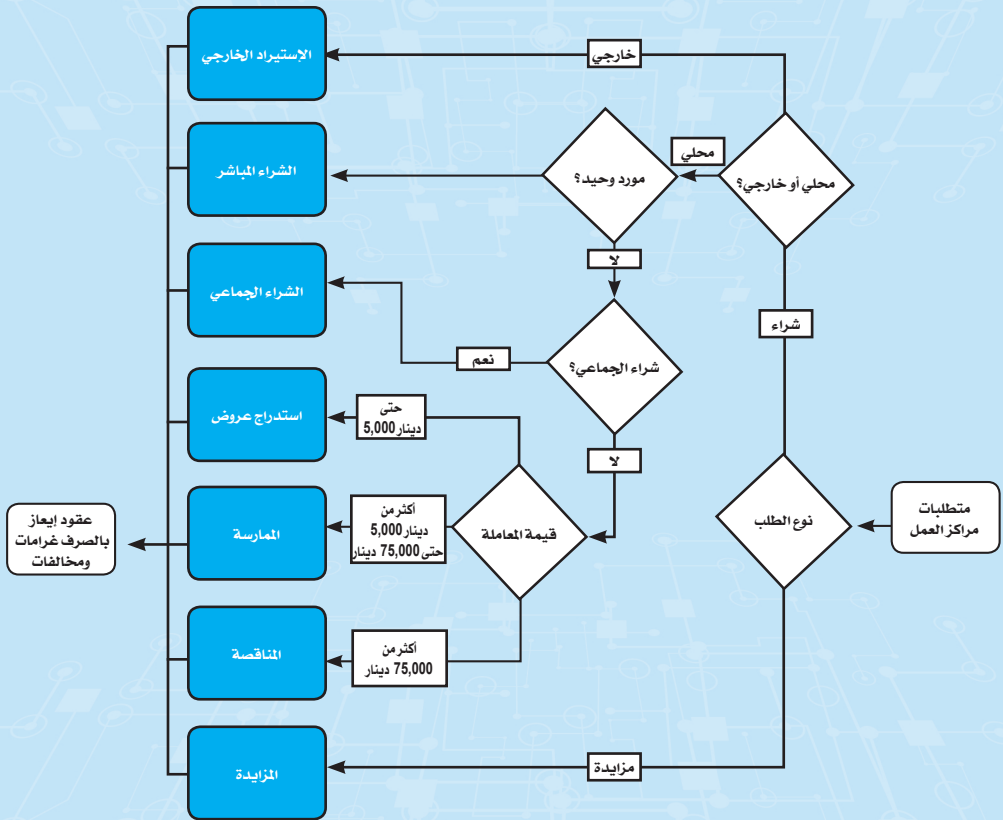 خارجي
الإستيراد الخارجي
محلي
محلي أو خارجي؟
مورد وحيد؟
الشراء المباشر
لا
الشراء الجماعي
شراء
نعم
شراء الجماعي؟
حتى
5,000 دينار
استدراج عروض
لا
متطلبات
مراكز العمل
نوع الطلب
قيمة المعاملة
أكثر من
5,000 دينار
حتى 75,000 دينار
الممارسة
عقود إيعاز
بالصرف غرامات
ومخالفات
أكثر من
75,000 دينار
المناقصة
مزايدة
المزايدة